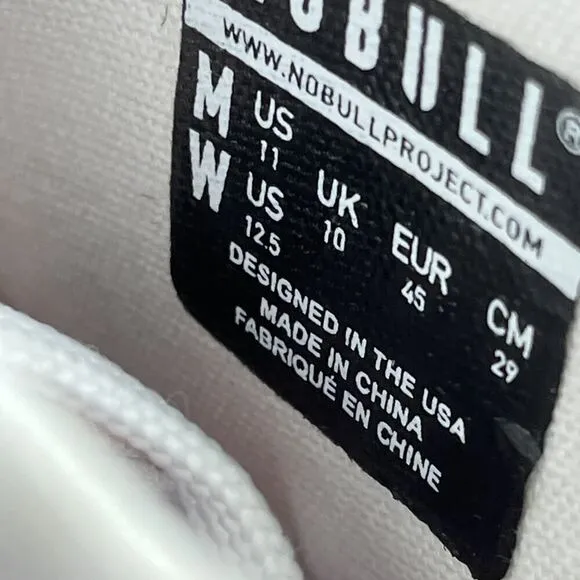 NOBULL®
WWW.NOBULLPROJECT.COM
M US 11
W US 12.5
UK 10
EUR 45
CM 29
DESIGNED IN THE USA
MADE IN CHINA
FABRIQUÉ EN CHINE